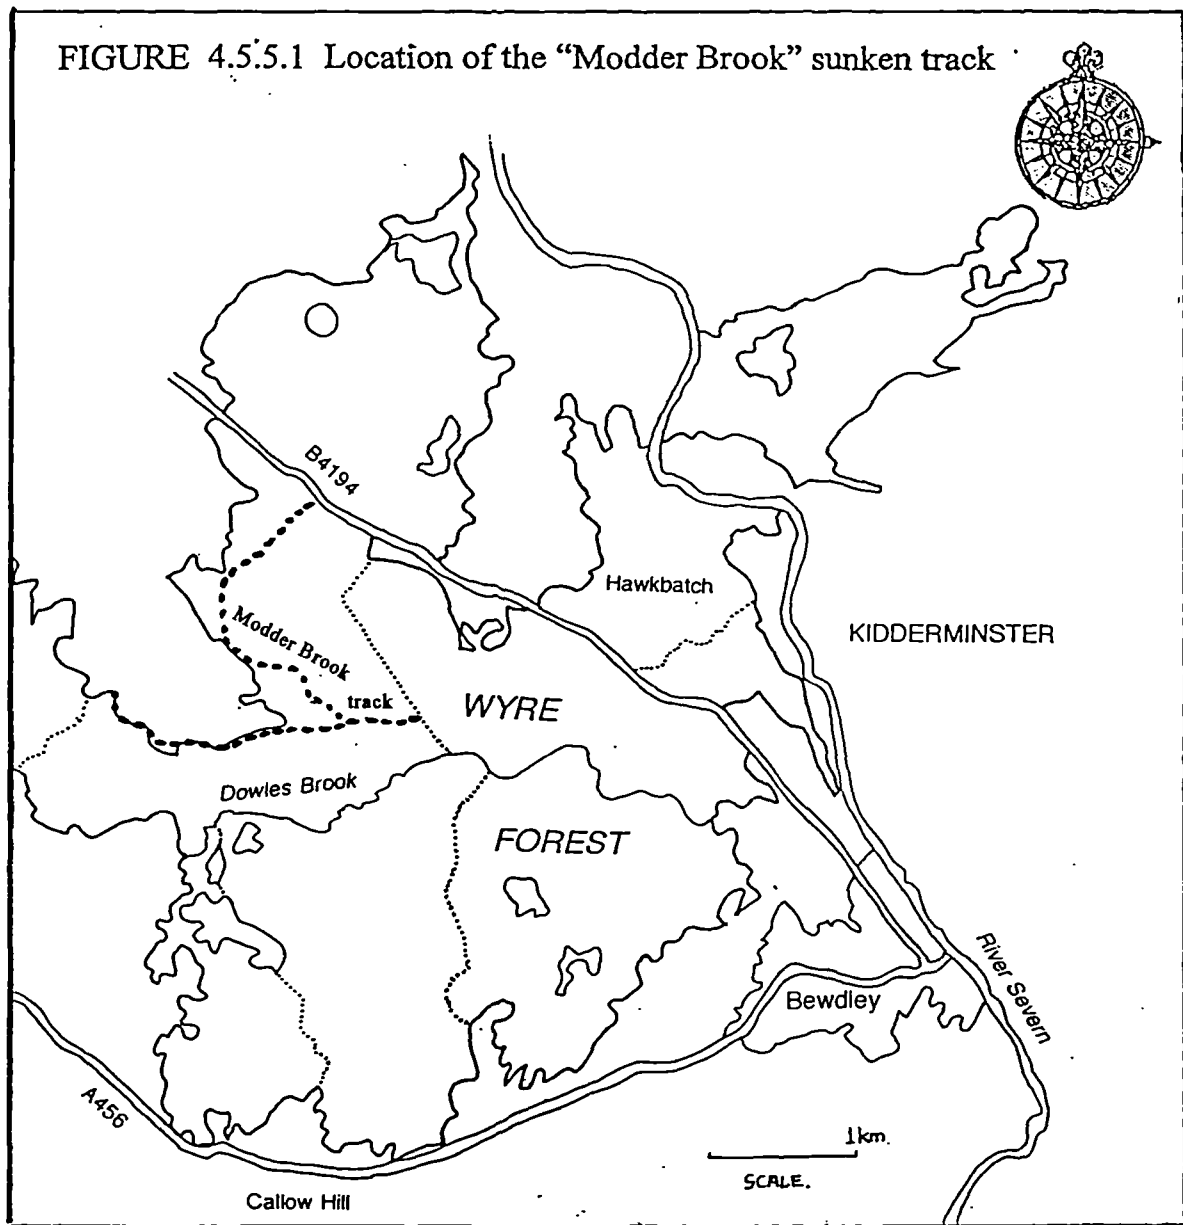 FIGURE 4.5.5.1 Location of the “Modder Brook” sunken track
B4194
Hawkbatch
KIDDERMINSTER
Modder Brook
track
WYRE
Dowles Brook
FOREST
River Severn
Bewdley
A456
1km.
SCALE.
Callow Hill